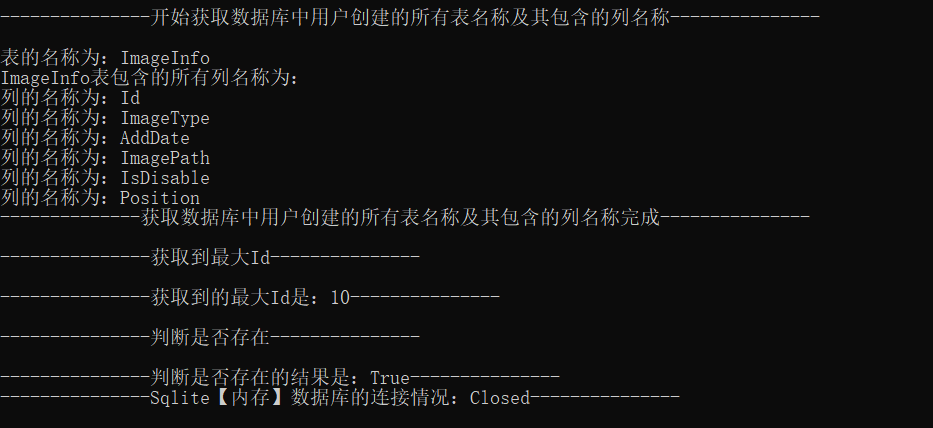 ---------------开始获取数据库中用户创建的所有表名称及其包含的列名称---------------
表的名称为：ImageInfo
ImageInfo表包含的所有列名称为：
列的名称为：Id
列的名称为：ImageType
列的名称为：AddDate
列的名称为：ImagePath
列的名称为：IsDisable
列的名称为：Position
--------------获取数据库中用户创建的所有表名称及其包含的列名称完成---------------
---------------获取到最大Id---------------
---------------获取到的最大Id是：10---------------
---------------判断是否存在---------------
---------------判断是否存在的结果是：True---------------
---------------Sqlite【内存】数据库的连接情况：Closed---------------